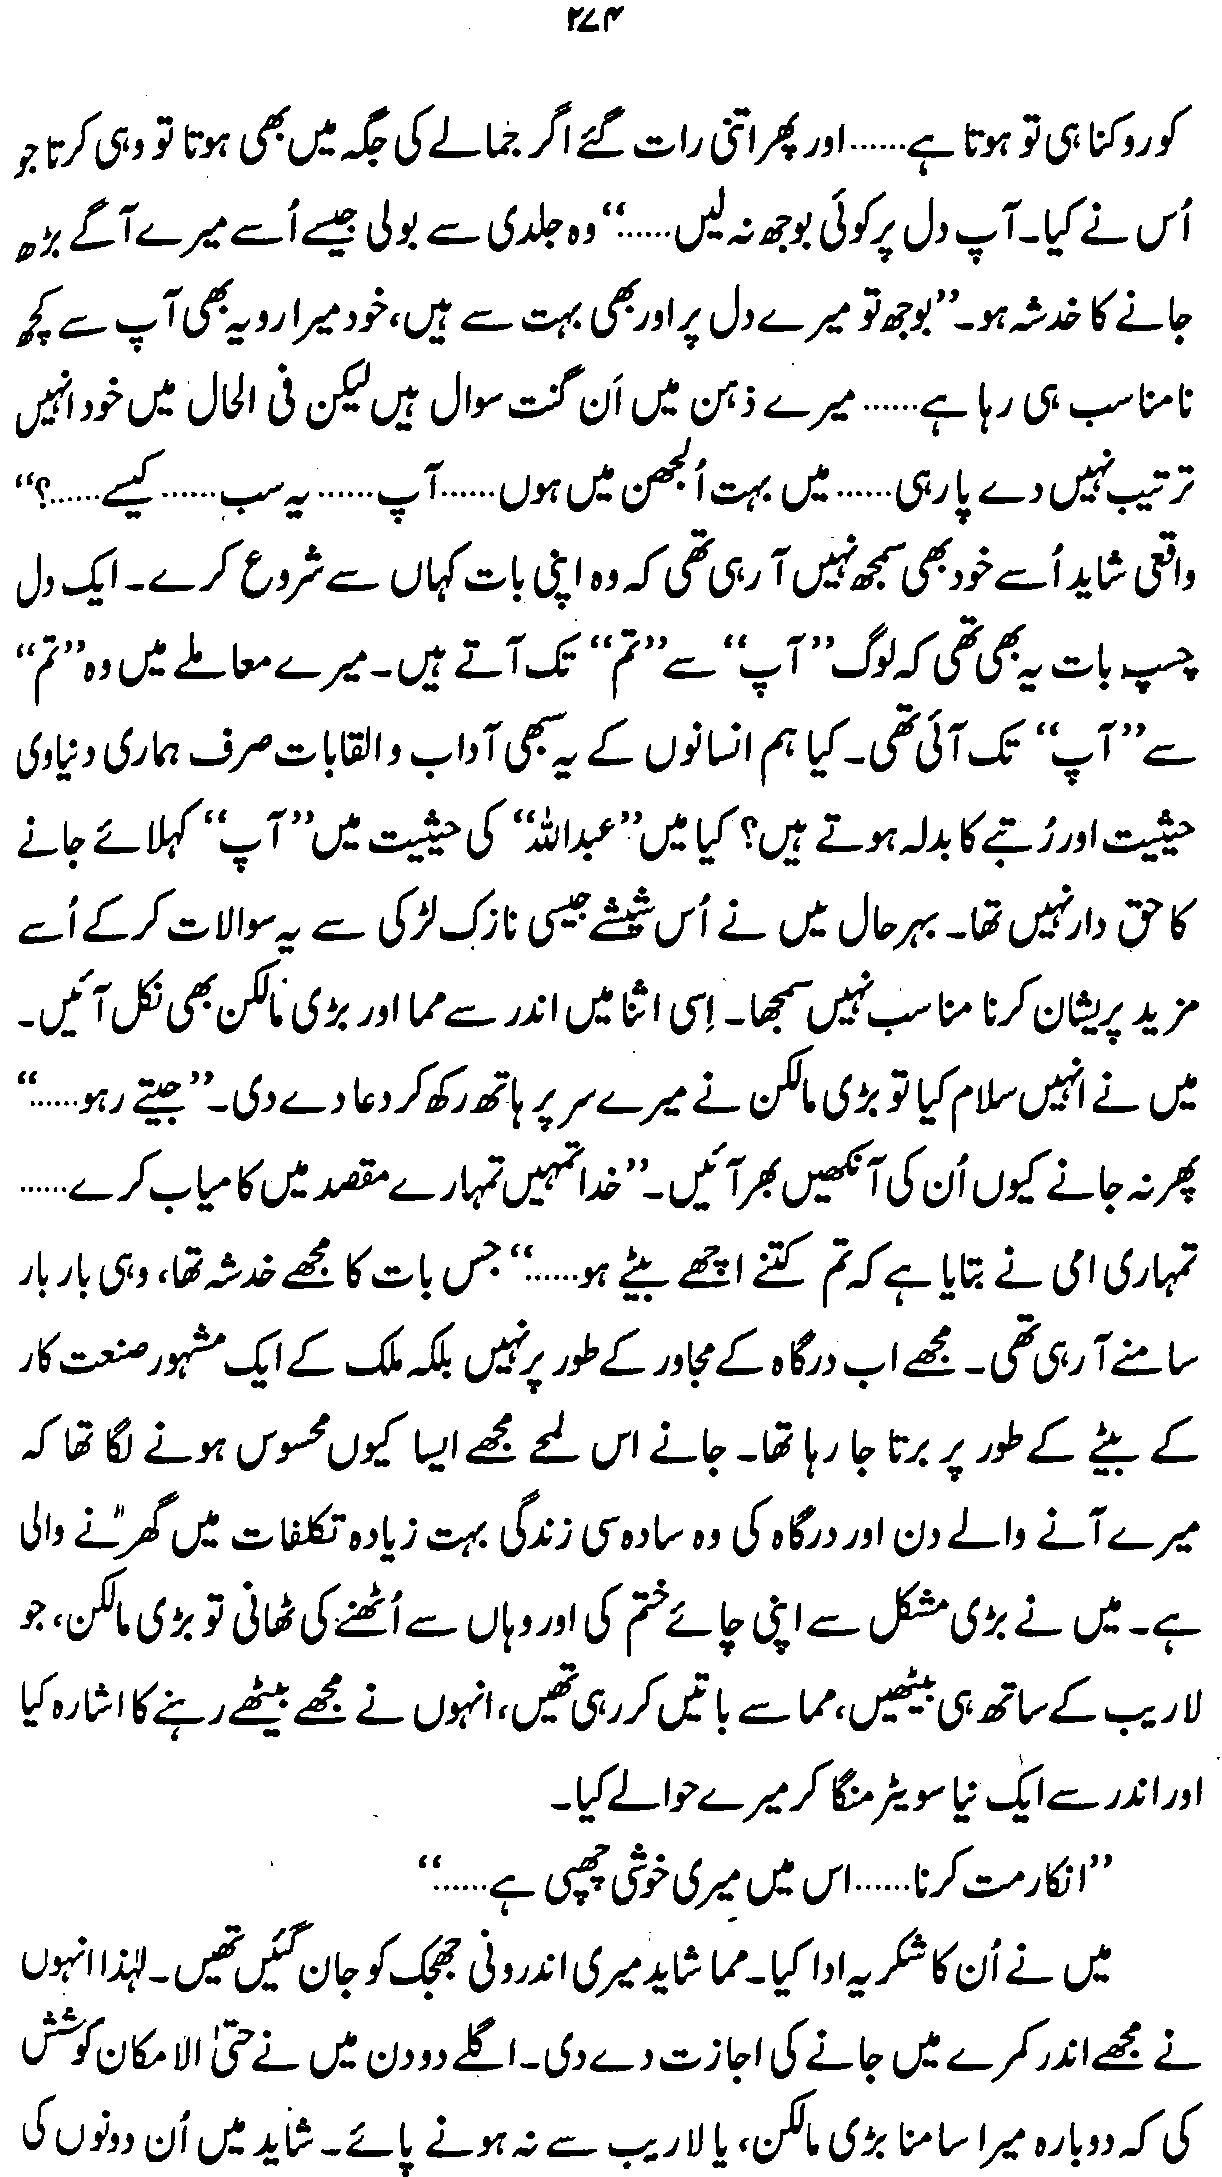 ۲۷۴
کو روکنا ہی تو ہوتا ہے...... اور پھر اتنی رات گئے اگر جمالے کی جگہ میں بھی ہوتا تو وہی کرتا جو
اُس نے کیا۔ آپ دل پر کوئی بوجھ نہ لیں......“ وہ جلدی سے بولی جیسے اُسے میرے آگے بڑھ
جانے کا خدشہ ہو۔ ”بوجھ تو میرے دل پر اور بھی بہت سے ہیں، خود میرا رویہ بھی آپ سے کچھ
نامناسب ہی رہا ہے...... میرے ذہن میں اَن گنت سوال ہیں لیکن فی الحال میں خود انہیں
ترتیب نہیں دے پا رہی...... میں بہت اُلجھن میں ہوں...... آپ...... یہ سب...... کیسے......؟“
واقعی شاید اُسے خود بھی سمجھ نہیں آ رہی تھی کہ وہ اپنی بات کہاں سے شروع کرے۔ ایک دل
چسپ بات یہ بھی تھی کہ لوگ ”آپ“ سے ”تم“ تک آتے ہیں۔ میرے معاملے میں وہ ”تم“
سے ”آپ“ تک آئی تھی۔ کیا ہم انسانوں کے یہ سبھی آداب و القابات صرف ہماری دنیاوی
حیثیت اور رُتبے کا بدلہ ہوتے ہیں؟ کیا میں ”عبداللہ“ کی حیثیت میں ”آپ“ کہلائے جانے
کا حق دار نہیں تھا۔ بہرحال میں نے اُس شیشے جیسی نازک لڑکی سے یہ سوالات کر کے اُسے
مزید پریشان کرنا مناسب نہیں سمجھا۔ اِسی اثنا میں اندر سے مما اور بڑی مالکن بھی نکل آئیں۔
میں نے انہیں سلام کیا تو بڑی مالکن نے میرے سر پر ہاتھ رکھ کر دعا دے دی۔ ”جیتے رہو......“
پھر نہ جانے کیوں اُن کی آنکھیں بھر آئیں۔ ”خدا تمہیں تمہارے مقصد میں کامیاب کرے......
تمہاری امی نے بتایا ہے کہ تم کتنے اچھے بیٹے ہو......“ جس بات کا مجھے خدشہ تھا، وہی بار بار
سامنے آ رہی تھی۔ مجھے اب درگاہ کے مجاور کے طور پر نہیں بلکہ ملک کے ایک مشہور صنعت کار
کے بیٹے کے طور پر برتا جا رہا تھا۔ جانے اس لمحے مجھے ایسا کیوں محسوس ہونے لگا تھا کہ
میرے آنے والے دن اور درگاہ کی وہ سادہ سی زندگی بہت زیادہ تکلفات میں گھرنے والی
ہے۔ میں نے بڑی مشکل سے اپنی چائے ختم کی اور وہاں سے اُٹھنے کی ٹھانی تو بڑی مالکن، جو
لاریب کے ساتھ ہی بیٹھیں، مما سے باتیں کر رہی تھیں، انہوں نے مجھے بیٹھے رہنے کا اشارہ کیا
اور اندر سے ایک نیا سویٹر منگا کر میرے حوالے کیا۔
”انکار مت کرنا...... اس میں میری خوشی چھپی ہے......“
میں نے اُن کا شکریہ ادا کیا۔ مما شاید میری اندرونی جھجک کو جان گئیں تھیں۔ لہٰذا انہوں
نے مجھے اندر کمرے میں جانے کی اجازت دے دی۔ اگلے دو دن میں نے حتیٰ الامکان کوشش
کی کہ دوبارہ میرا سامنا بڑی مالکن، یا لاریب سے نہ ہونے پائے۔ شاید میں اُن دونوں کی